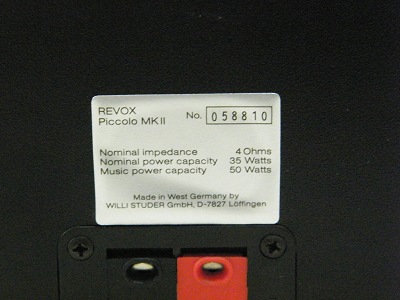 REVOX
Piccolo MKII No. 058810
Nominal impedance 4 Ohms
Nominal power capacity 35 Watts
Music power capacity 50 Watts
Made in West Germany by
WILLI STUDER GmbH, D-7827 Löffingen